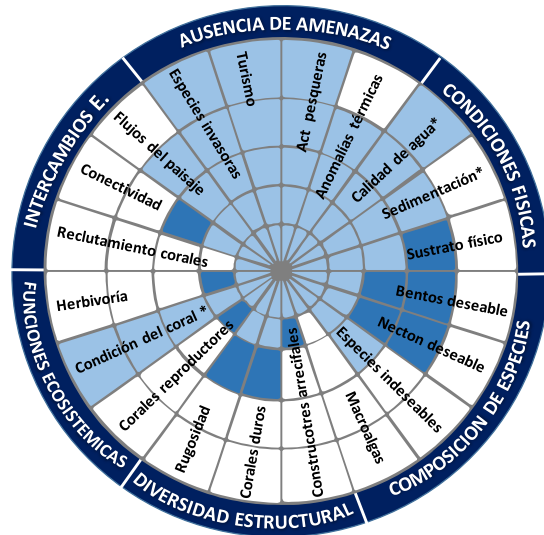 AUSENCIA DE AMENAZAS
CONDICIONES FISICAS
COMPOSICION DE ESPECIES
DIVERSIDAD ESTRUCTURAL
FUNCIONES ECOSISTEMICAS
INTERCAMBIOS E.
Especies invasoras
Turismo
Act pesqueras
Anomalías térmicas
Calidad de agua*
Sedimentación*
Sustrato físico
Bentos deseable
Necton deseable
Especies indeseables
Macroalgas
Construcotres arrecifales
Corales duros
Rugosidad
Corales reproductores
Condición del coral *
Herbivoría
Reclutamiento corales
Conectividad
Flujos del paisaje